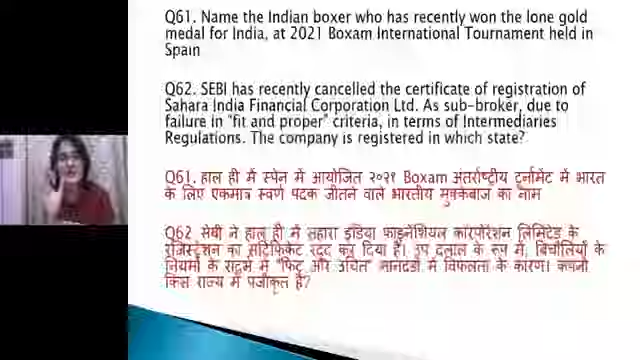 Q61. Name the Indian boxer who has recently won the lone gold
medal for India, at 2021 Boxam International Tournament held in
Spain
Q62. SEBI has recently cancelled the certificate of registration of
Sahara India Financial Corporation Ltd. As sub-broker, due to
failure in "fit and proper" criteria, in terms of Intermediaries
Regulations. The company is registered in which state?
Q61. हाल ही में स्पेन में आयोजित २०२१ Boxam अंतर्राष्ट्रीय टूर्नामेंट में भारत
के लिए एकमात्र स्वर्ण पदक जीतने वाले भारतीय मुक्केबाज का नाम
Q62 सेबी ने हाल ही में सहारा इंडिया फाइनेंशियल कॉरपोरेशन लिमिटेड के
रजिस्ट्रेशन का सर्टिफिकेट रद्द कर दिया है। उप दलाल के रूप में, बिचौलियों के
नियमों के में "फिट और उचित" मानदंडों में विफलता के कारण। कंपनी
किस राज्य में पंजीकृत है?